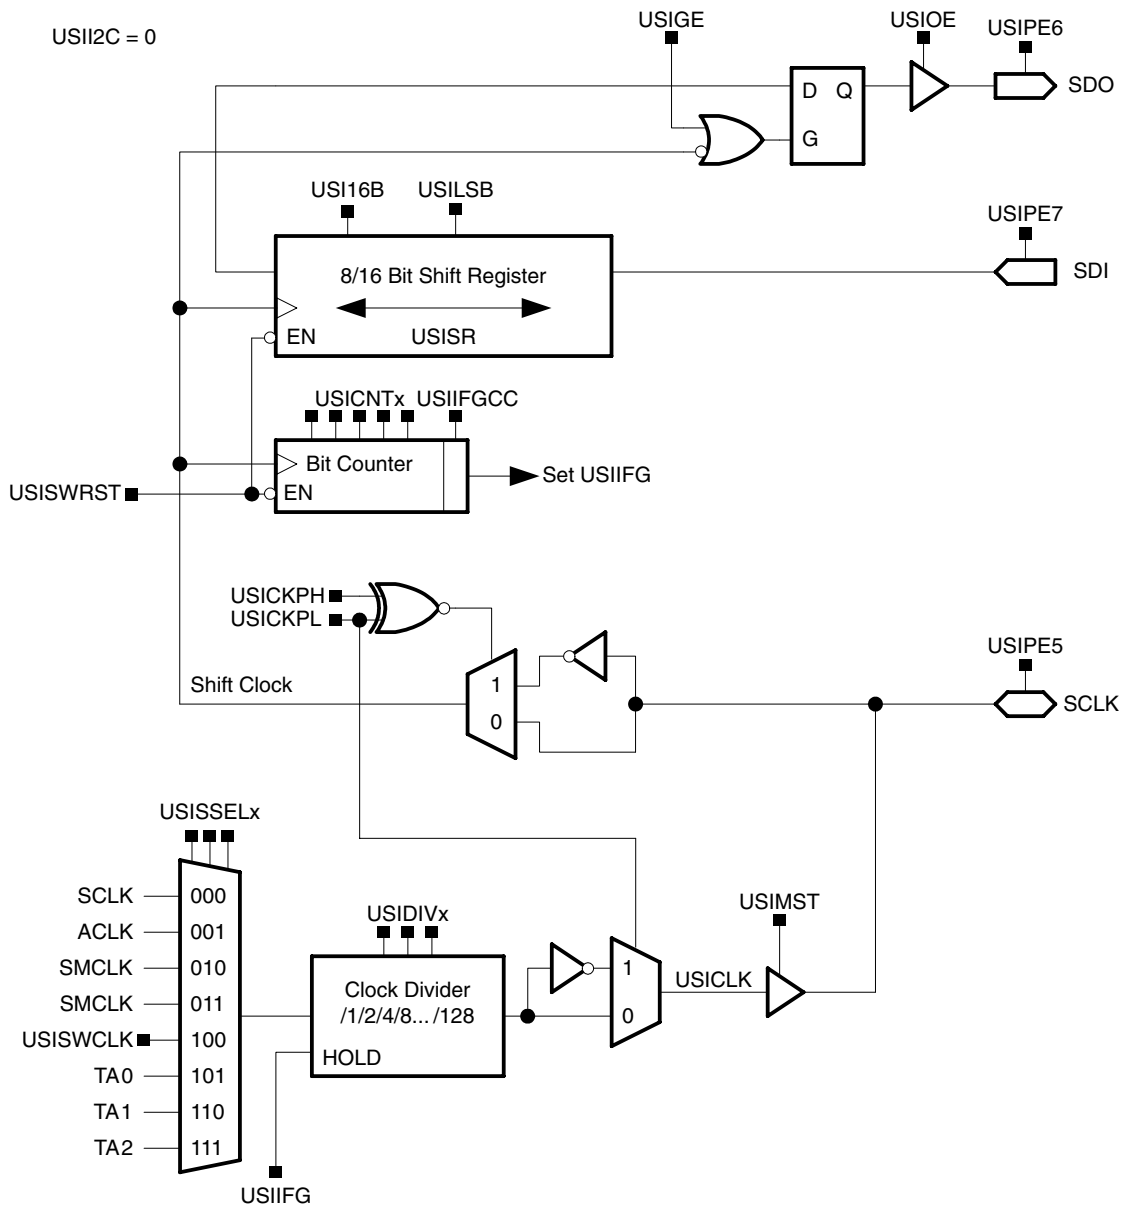 USII2C = 0
USIGE
USIOE
USIPE6
D Q
SDO
G
USI16B
USILSB
USIPE7
8/16 Bit Shift Register
SDI
EN
USISR
USICNTx
USIIFGCC
Bit Counter
Set USIIFG
USISWRST
EN
USICKPH
USICKPL
USIPE5
Shift Clock
1
0
SCLK
USISSELx
SCLK
000
ACLK
001
SMCLK
010
SMCLK
011
USISWCLK
100
TA0
101
TA1
110
TA2
111
USIDIVx
Clock Divider
/1/2/4/8... /128
HOLD
USIIFG
1
0
USICLK
USIMST